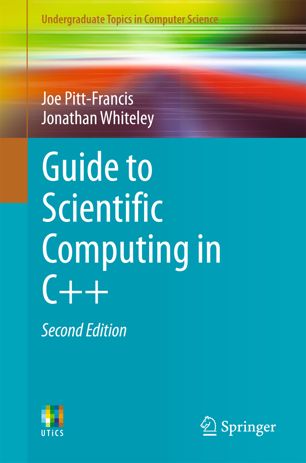 Undergraduate Topics in Computer Science
Joe Pitt-Francis
Jonathan Whiteley
Guide to
Scientific
Computing in
C++
Second Edition
UTiCS
Springer